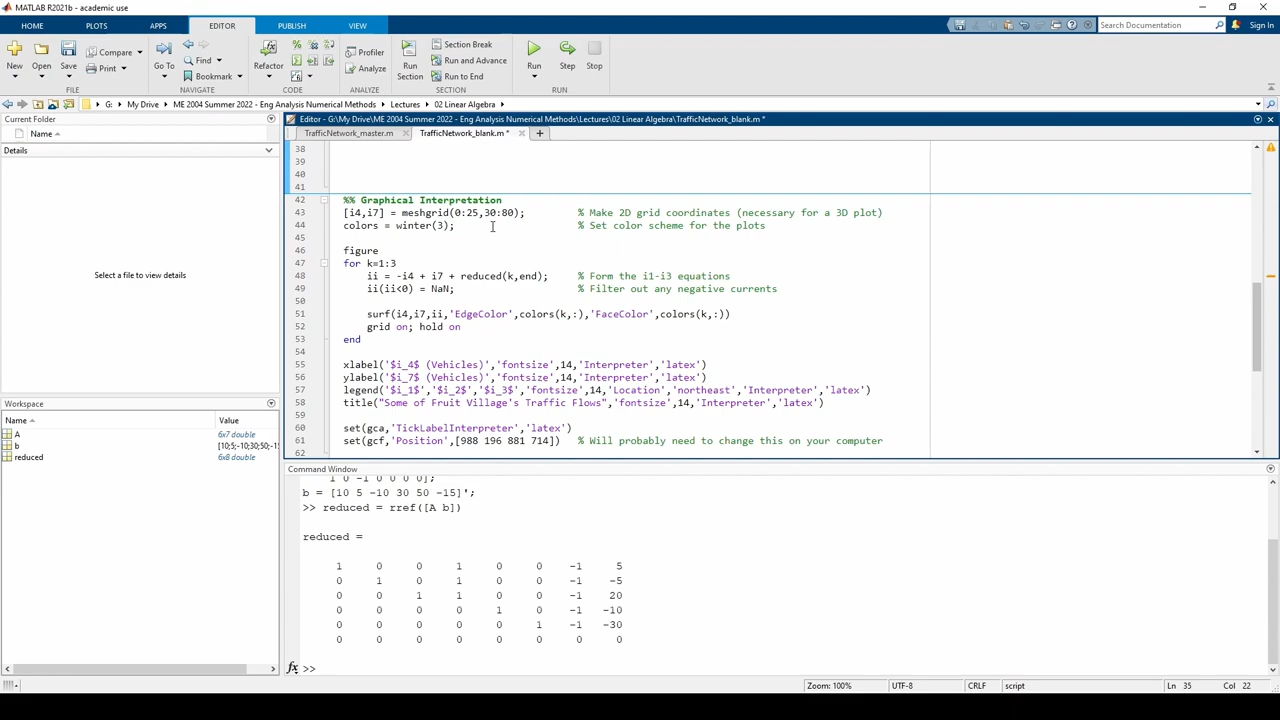 MATLAB R2021b - academic use
HOME PLOTS APPS EDITOR PUBLISH VIEW Search Documentation Sign In
New Open Save Compare Print Go To Find Bookmark Refactor Profiler Analyze Run Section Section Break Run and Advance Run to End Run Step Stop
FILE NAVIGATE CODE ANALYZE SECTION RUN
G: My Drive ME 2004 Summer 2022 - Eng Analysis Numerical Methods Lectures 02 Linear Algebra
Current Folder
Name
Details
Select a file to view details
Workspace
Name Value
A 6x7 double
b [10;5;-10;30;50;-15
reduced 6x8 double
Editor - G:\My Drive\ME 2004 Summer 2022 - Eng Analysis Numerical Methods\Lectures\02 Linear Algebra\TrafficNetwork_blank.m *
TrafficNetwork_master.m TrafficNetwork_blank.m *
38
39
40
41
42 %% Graphical Interpretation
43 [i4,i7] = meshgrid(0:25,30:80); % Make 2D grid coordinates (necessary for a 3D plot)
44 colors = winter(3); % Set color scheme for the plots
45
46 figure
47 for k=1:3
48 ii = -i4 + i7 + reduced(k,end); % Form the i1-i3 equations
49 ii(ii<0) = NaN; % Filter out any negative currents
50
51 surf(i4,i7,ii,'EdgeColor',colors(k,:),'FaceColor',colors(k,:))
52 grid on; hold on
53 end
54
55 xlabel('$i_4$ (Vehicles)','fontsize',14,'Interpreter','latex')
56 ylabel('$i_7$ (Vehicles)','fontsize',14,'Interpreter','latex')
57 legend('$i_1$','$i_2$','$i_3$','fontsize',14,'Location','northeast','Interpreter','latex')
58 title("Some of Fruit Village's Traffic Flows",'fontsize',14,'Interpreter','latex')
59
60 set(gca,'TickLabelInterpreter','latex')
61 set(gcf,'Position',[988 196 881 714]) % Will probably need to change this on your computer
62
Command Window
1 0 -1 0 0 0 0];
b = [10 5 -10 30 50 -15]';
>> reduced = rref([A b])
reduced =
1 0 0 1 0 0 -1 5
0 1 0 1 0 0 -1 -5
0 0 1 1 0 0 -1 20
0 0 0 0 1 0 -1 -10
0 0 0 0 0 1 -1 -30
0 0 0 0 0 0 0 0
fx >>
Zoom: 100% UTF-8 CRLF script Ln 35 Col 22